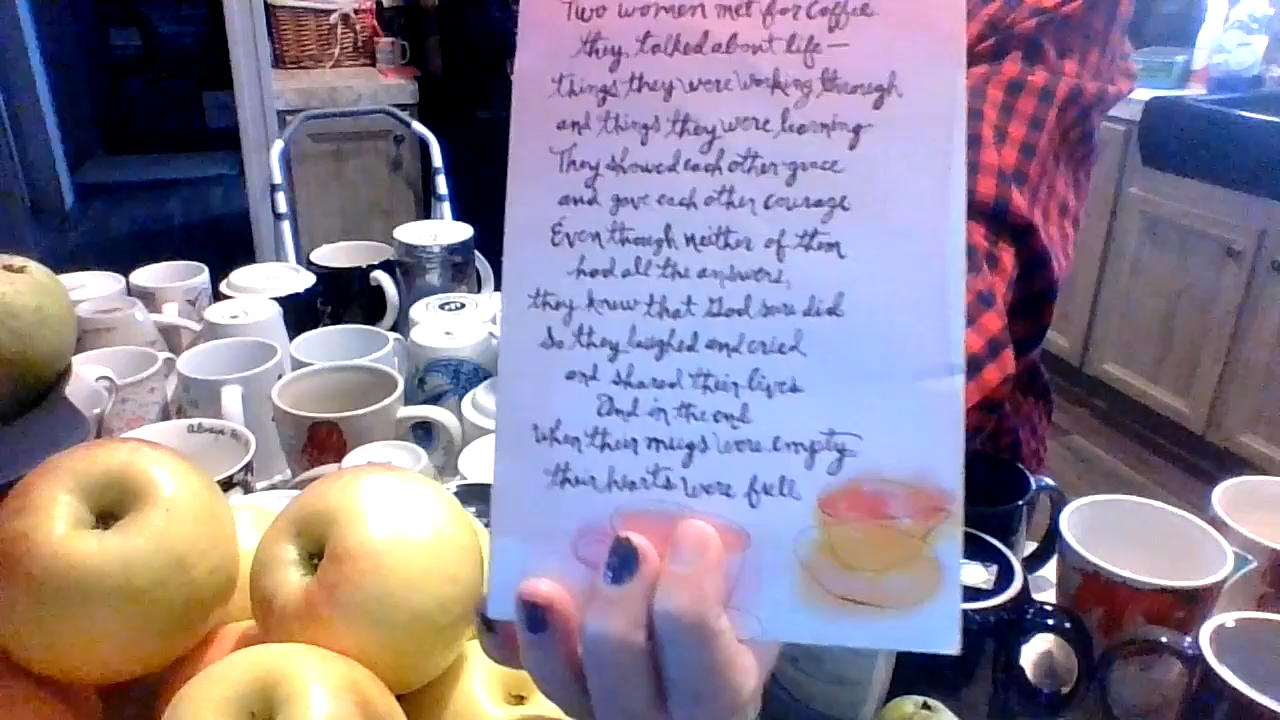 Two women met for Coffee
they, talked about life—
things they were working through
and things they were learning
They showed each other grace
and gave each other courage
Even though neither of them
had all the answers,
they knew that God sure did
So they laughed and cried
and shared their lives
And in the end
when their mugs were empty
their hearts were full
always